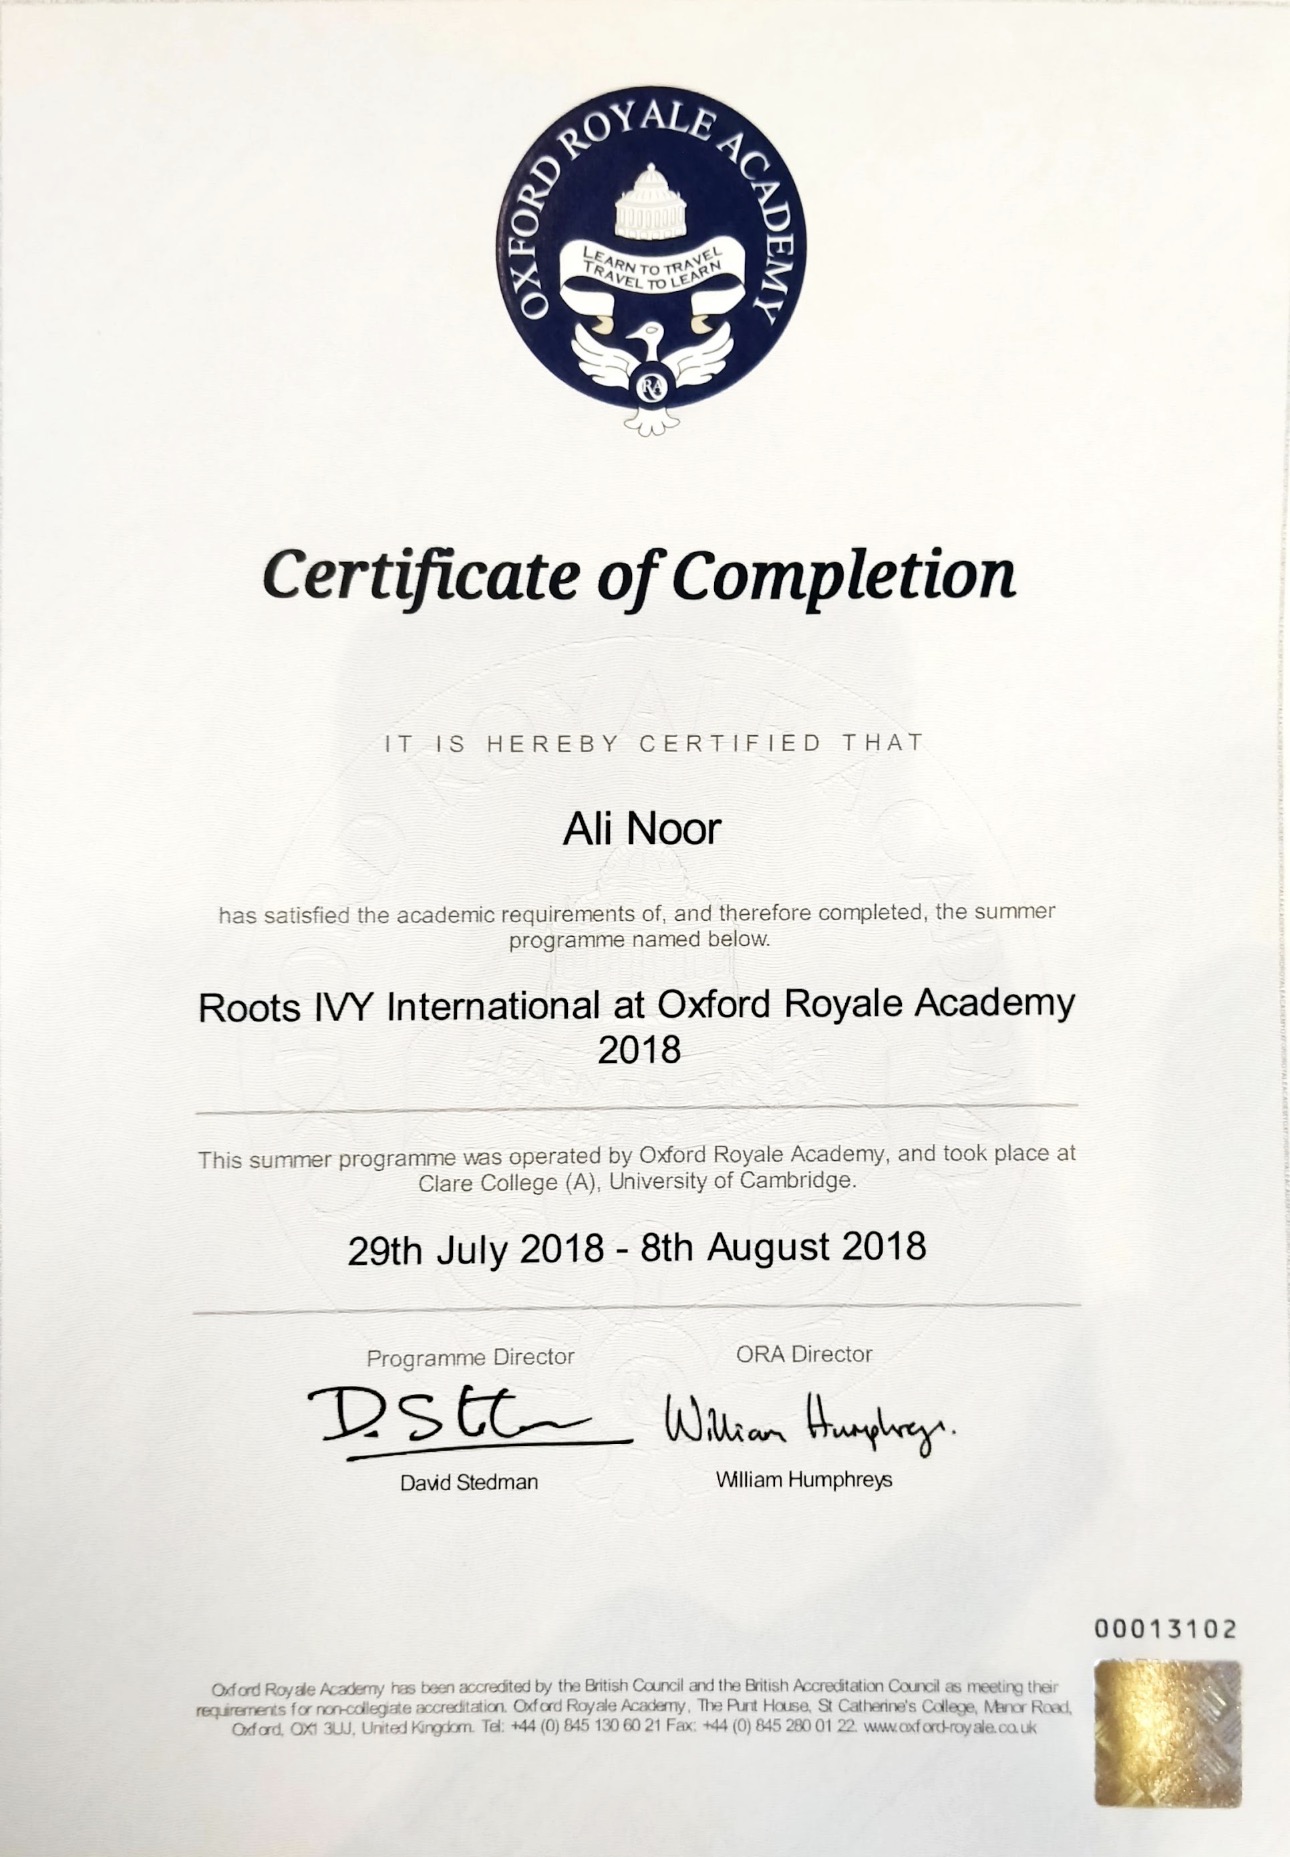 OXFORD ROYALE ACADEMY
LEARN TO TRAVEL
TRAVEL TO LEARN
ORA
Certificate of Completion
IT IS HEREBY CERTIFIED THAT
Ali Noor
has satisfied the academic requirements of, and therefore completed, the summer
programme named below.
Roots IVY International at Oxford Royale Academy
2018
This summer programme was operated by Oxford Royale Academy, and took place at
Clare College (A), University of Cambridge.
29th July 2018 - 8th August 2018
Programme Director
ORA Director
William Humphreys.
David Stedman
William Humphreys
00013102
Oxford Royale Academy has been accredited by the British Council and the British Accreditation Council as meeting their
requirements for non-collegiate accreditation. Oxford Royale Academy, The Punt House, St Catherine's College, Manor Road,
Oxford, OX1 3UJ, United Kingdom. Tel: +44 (0) 845 130 60 21 Fax: +44 (0) 845 280 01 22. www.oxford-royale.co.uk